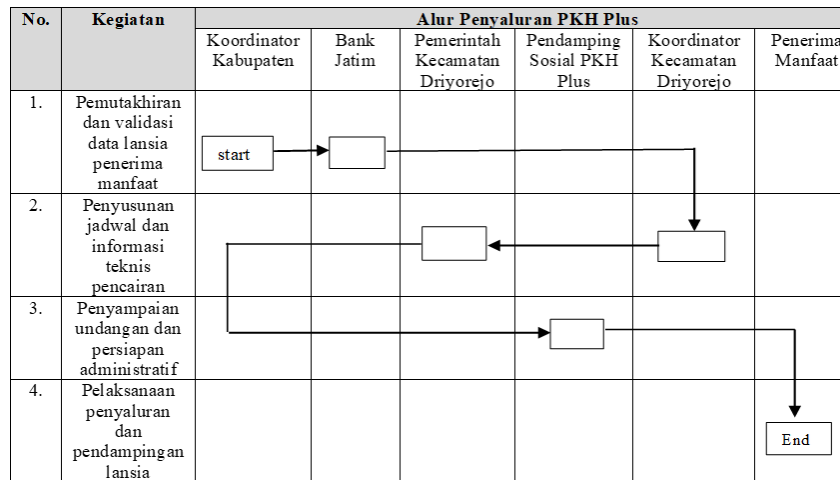 No. Kegiatan Alur Penyaluran PKH Plus
Koordinator Kabupaten
Bank Jatim
Pemerintah Kecamatan Driyorejo
Pendamping Sosial PKH Plus
Koordinator Kecamatan Driyorejo
Penerima Manfaat
1. Pemutakhiran
dan validasi
data lansia
penerima
manfaat
start
2. Penyusunan
jadwal dan
informasi
teknis
pencairan
3. Penyampaian
undangan dan
persiapan
administratif
4. Pelaksanaan
penyaluran
dan
pendampingan
lansia
End